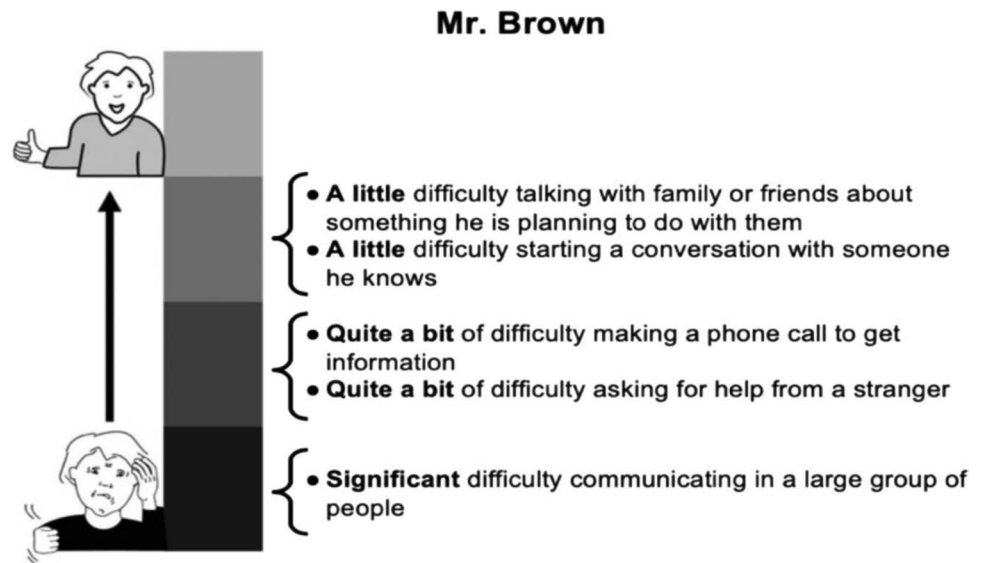 Mr. Brown
• A little difficulty talking with family or friends about
something he is planning to do with them
• A little difficulty starting a conversation with someone
he knows
• Quite a bit of difficulty making a phone call to get
information
• Quite a bit of difficulty asking for help from a stranger
• Significant difficulty communicating in a large group of
people